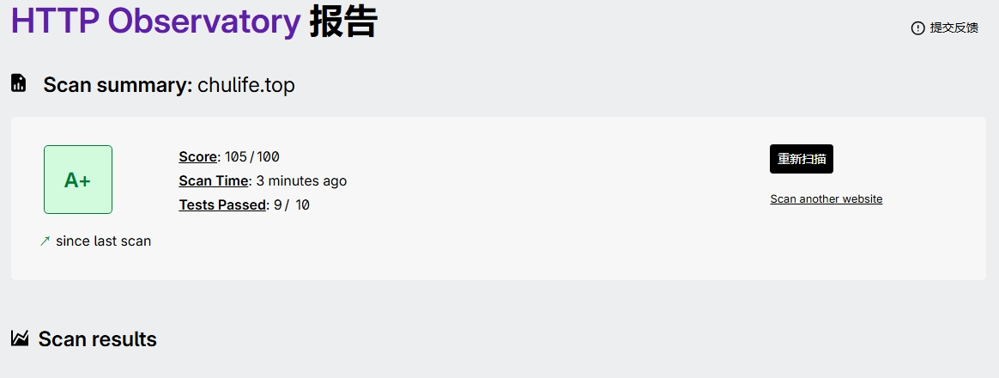 HTTP Observatory 报告
提交反馈
Scan summary: chulife.top
A+
Score: 105 / 100
Scan Time: 3 minutes ago
Tests Passed: 9 / 10
↗ since last scan
重新扫描
Scan another website
Scan results